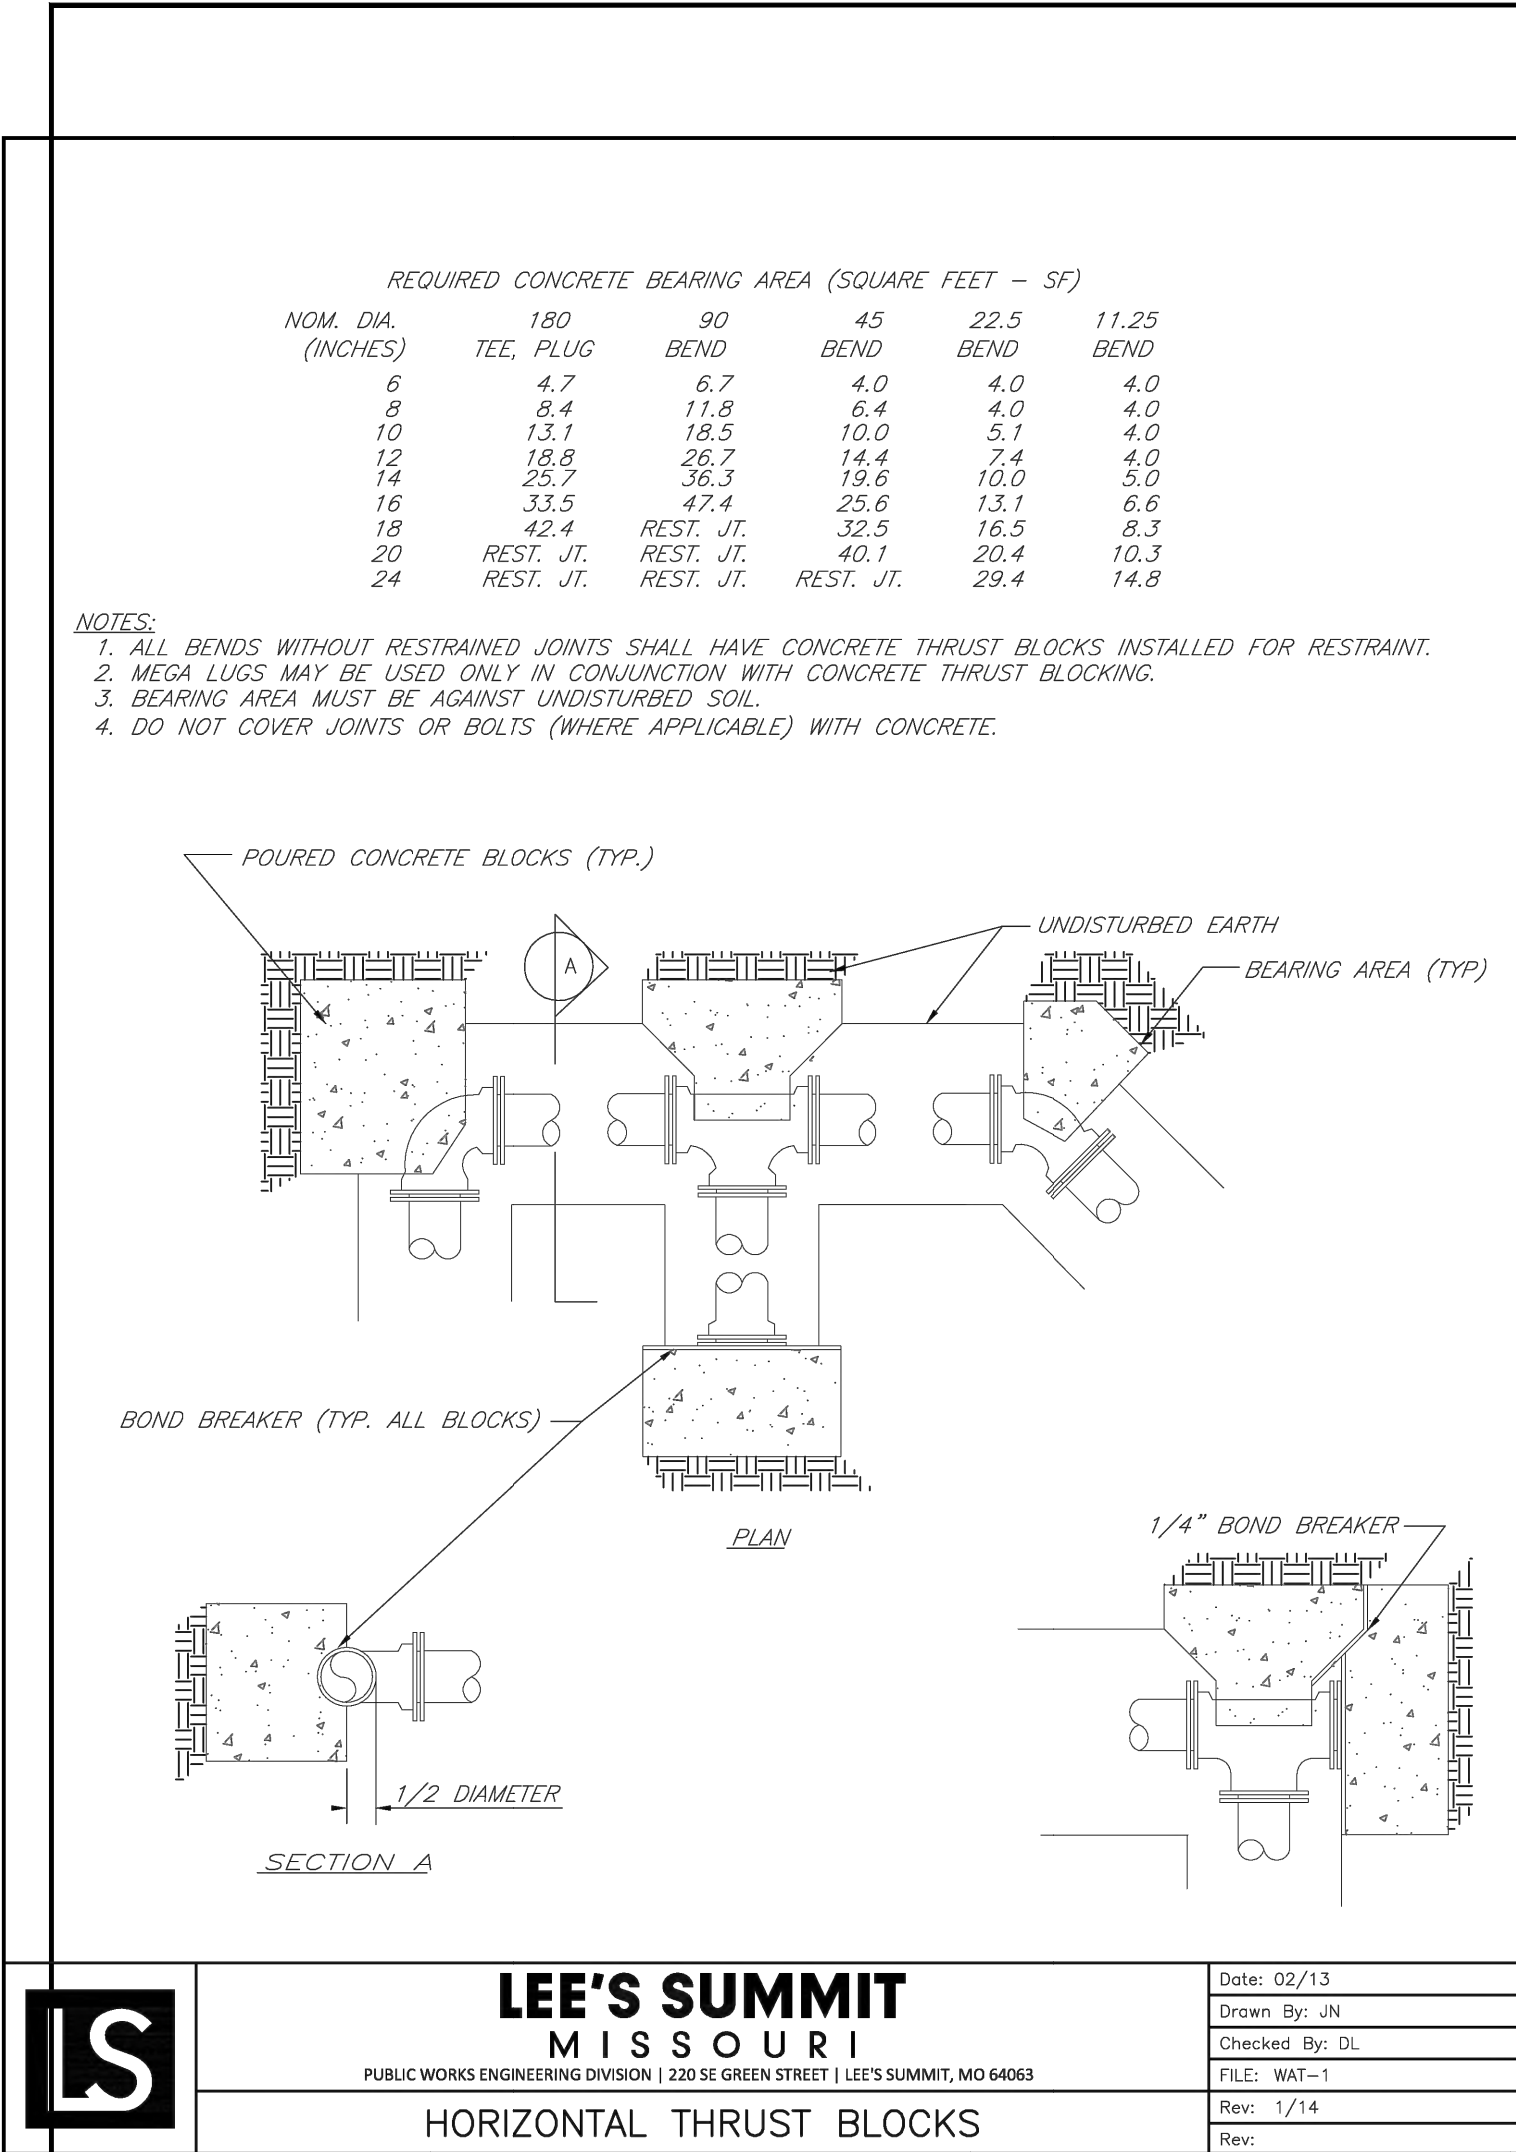 REQUIRED CONCRETE BEARING AREA (SQUARE FEET - SF)
NOM. DIA. 180 90 45 22.5 11.25
(INCHES) TEE, PLUG BEND BEND BEND BEND
6 4.7 6.7 4.0 4.0 4.0
8 8.4 11.8 6.4 4.0 4.0
10 13.1 18.5 10.0 5.1 4.0
12 18.8 26.7 14.4 7.4 4.0
14 25.7 36.3 19.6 10.0 5.0
16 33.5 47.4 25.6 13.1 6.6
18 42.4 REST. JT. 32.5 16.5 8.3
20 REST. JT. REST. JT. 40.1 20.4 10.3
24 REST. JT. REST. JT. REST. JT. 29.4 14.8
NOTES:
1. ALL BENDS WITHOUT RESTRAINED JOINTS SHALL HAVE CONCRETE THRUST BLOCKS INSTALLED FOR RESTRAINT.
2. MEGA LUGS MAY BE USED ONLY IN CONJUNCTION WITH CONCRETE THRUST BLOCKING.
3. BEARING AREA MUST BE AGAINST UNDISTURBED SOIL.
4. DO NOT COVER JOINTS OR BOLTS (WHERE APPLICABLE) WITH CONCRETE.
POURED CONCRETE BLOCKS (TYP.)
UNDISTURBED EARTH
A
BEARING AREA (TYP)
BOND BREAKER (TYP. ALL BLOCKS)
PLAN
1/4" BOND BREAKER
1/2 DIAMETER
SECTION A
LS
LEE'S SUMMIT
MISSOURI
PUBLIC WORKS ENGINEERING DIVISION | 220 SE GREEN STREET | LEE'S SUMMIT, MO 64063
HORIZONTAL THRUST BLOCKS
Date: 02/13
Drawn By: JN
Checked By: DL
FILE: WAT-1
Rev: 1/14
Rev: